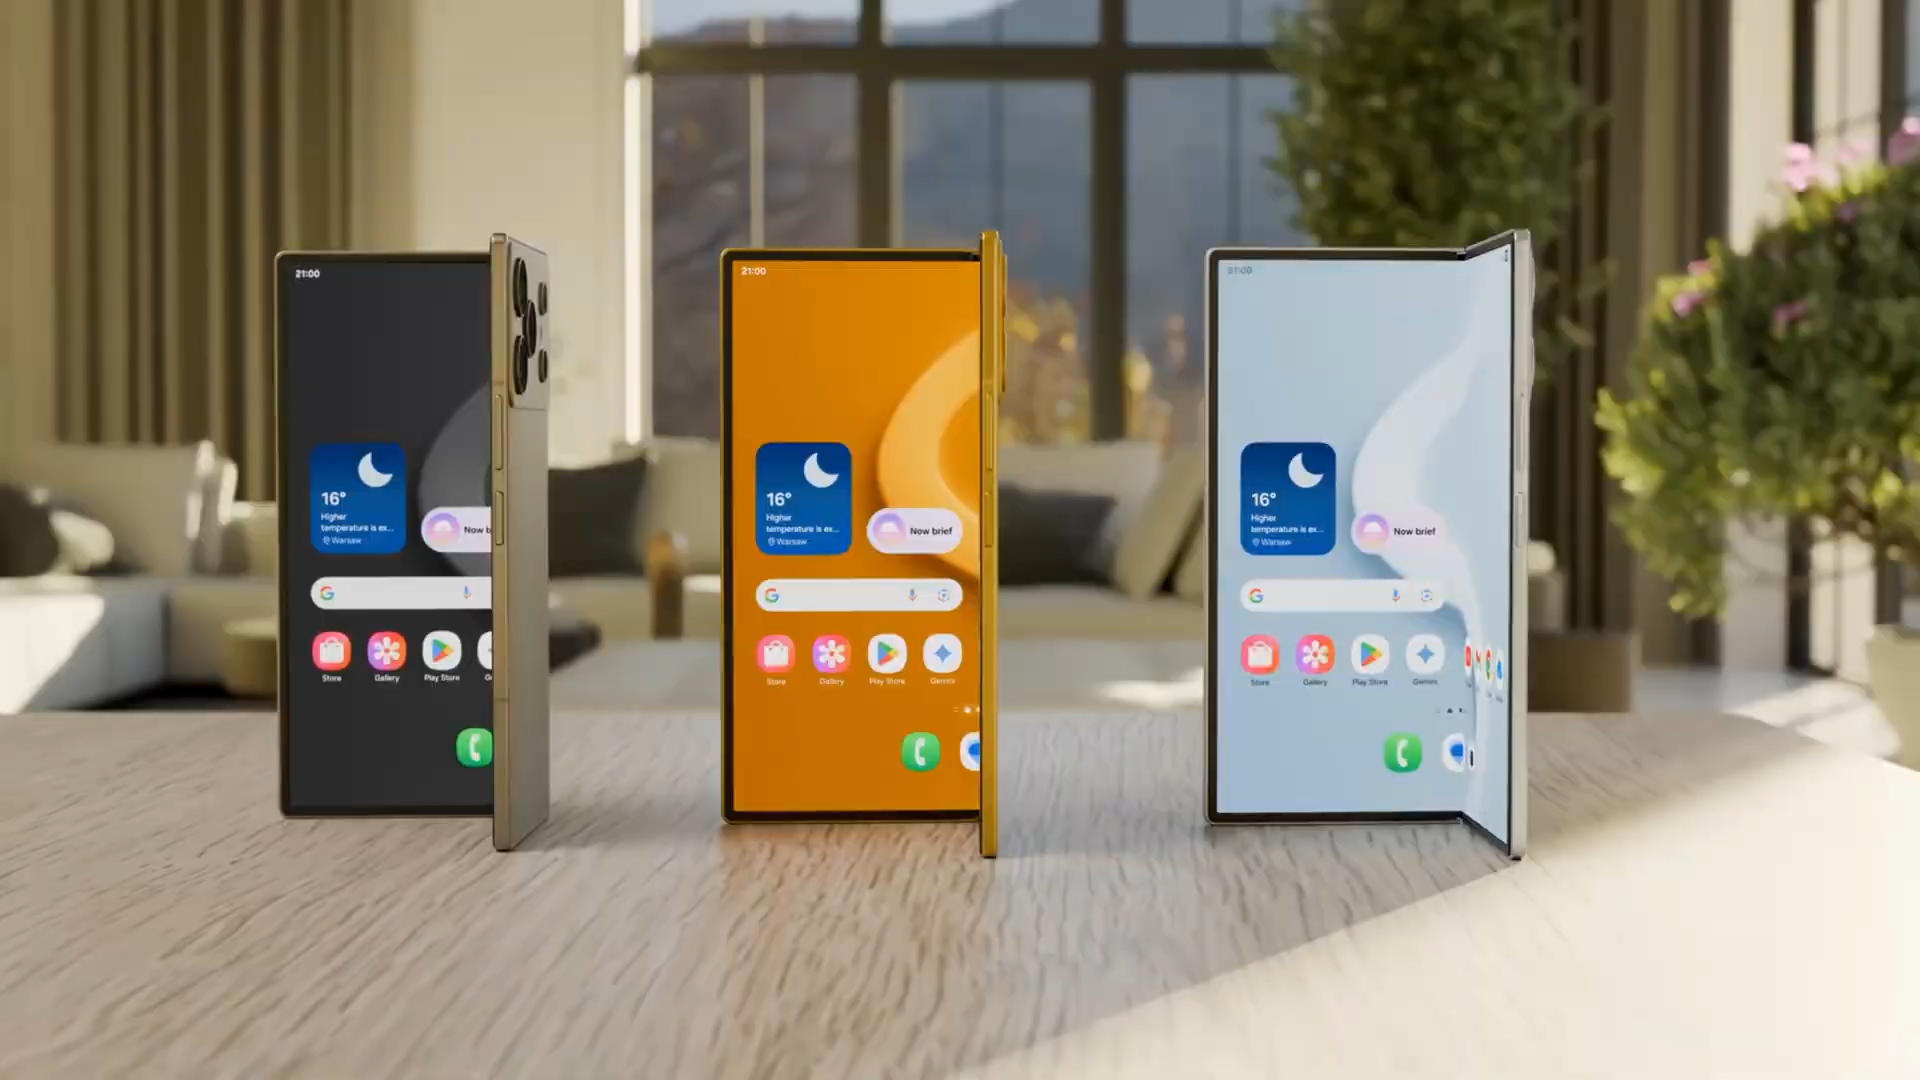 21:00
16°
Higher
temperature is ex...
Warsaw
Now b
Store
Gallery
Play Store
21:00
16°
Higher
temperature is ex...
Warsaw
Now brief
Store
Gallery
Play Store
Gemini
21:00
16°
Higher
temperature is ex...
Warsaw
Now brief
Store
Gallery
Play Store
Gemini